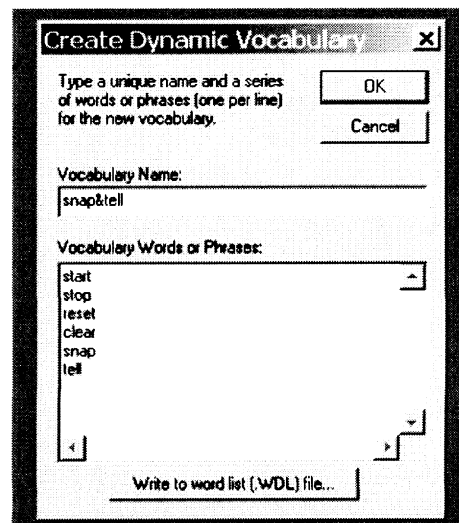 Create Dynamic Vocabulary
Type a unique name and a series
of words or phrases (one per line)
for the new vocabulary.
OK
Cancel
Vocabulary Name:
snap&tell
Vocabulary Words or Phrases:
start
stop
reset
clear
snap
tell
Write to word list (.WDL) file...